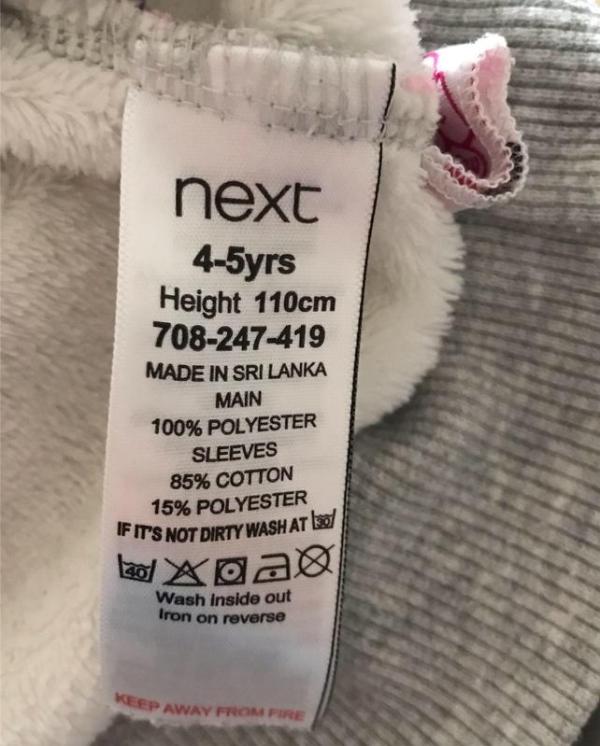 next
4-5yrs
Height 110cm
708-247-419
MADE IN SRI LANKA
MAIN
100% POLYESTER
SLEEVES
85% COTTON
15% POLYESTER
IF IT'S NOT DIRTY WASH AT 30
40
Wash inside out
Iron on reverse
KEEP AWAY FROM FIRE